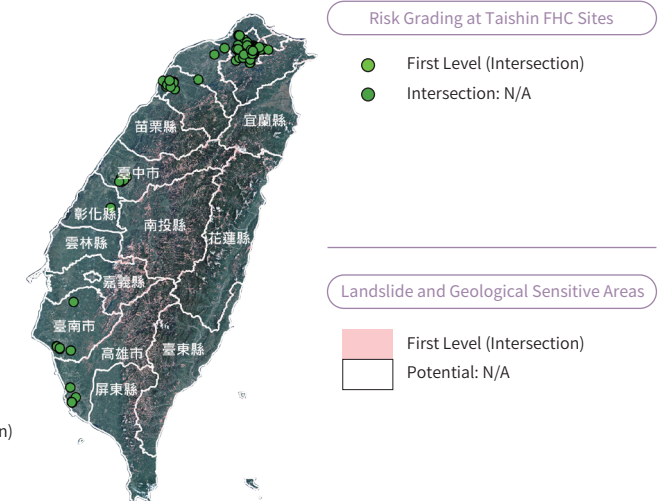 Risk Grading at Taishin FHC Sites
First Level (Intersection)
Intersection: N/A
苗栗縣
宜蘭縣
臺中市
彰化縣
南投縣
花蓮縣
雲林縣
嘉義縣
臺南市
高雄市
臺東縣
屏東縣
Landslide and Geological Sensitive Areas
First Level (Intersection)
Potential: N/A
n)